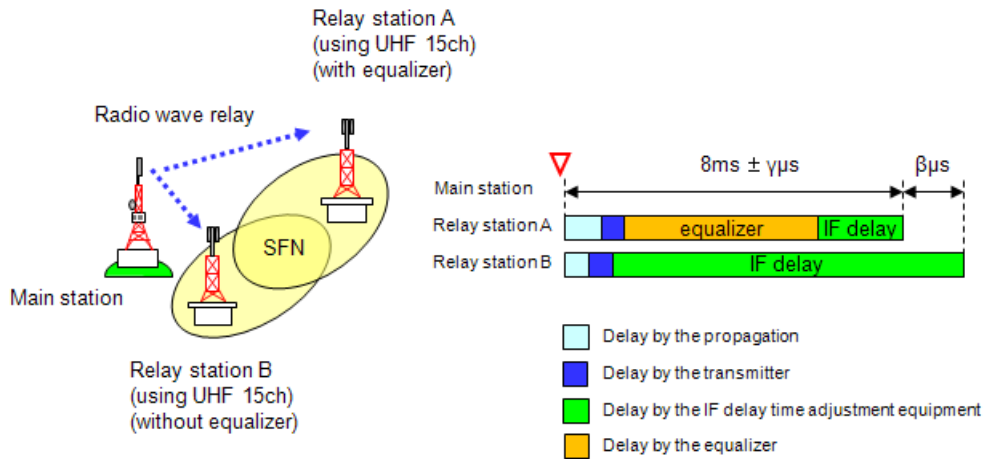 Relay station A
(using UHF 15ch)
(with equalizer)
Radio wave relay
SFN
Main station
Relay station B
(using UHF 15ch)
(without equalizer)
8ms ± γμs
βμs
Main station
Relay station A
equalizer
IF delay
Relay station B
IF delay
Delay by the propagation
Delay by the transmitter
Delay by the IF delay time adjustment equipment
Delay by the equalizer